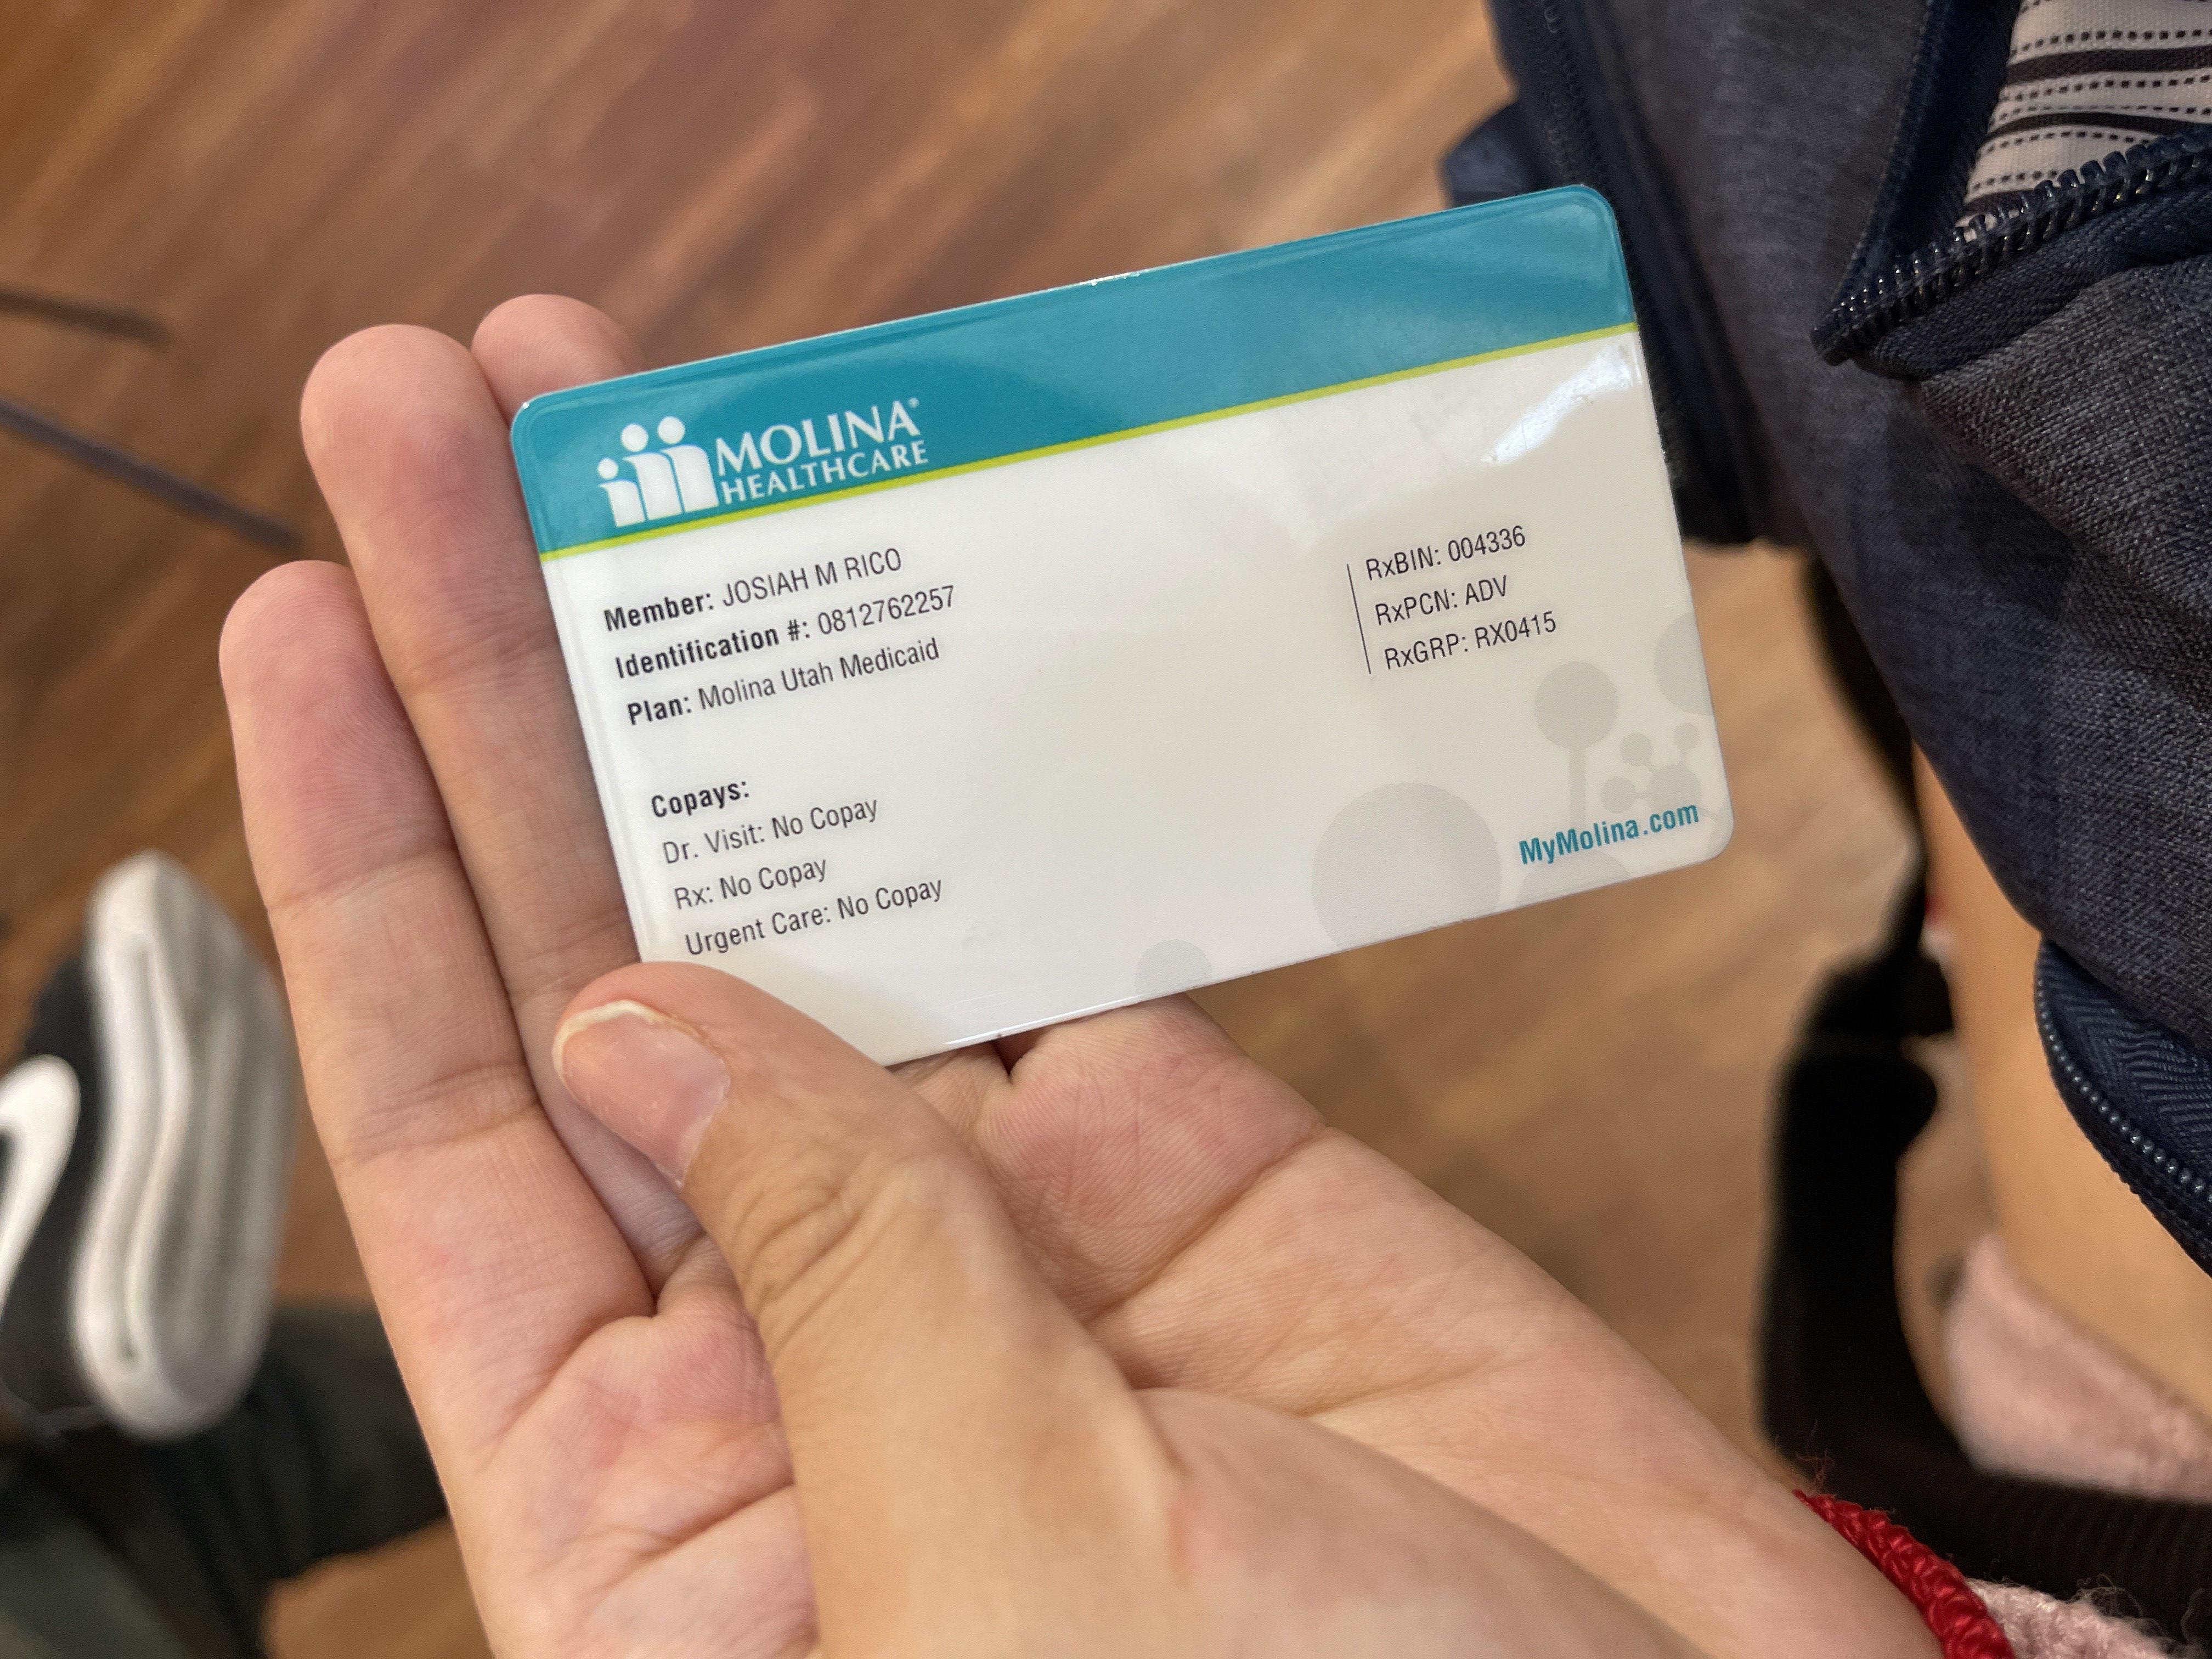 MOLINA®
HEALTHCARE
Member: JOSIAH M RICO
Identification #: 0812762257
Plan: Molina Utah Medicaid
RxBIN: 004336
RxPCN: ADV
RxGRP: RX0415
Copays:
Dr. Visit: No Copay
Rx: No Copay
Urgent Care: No Copay
MyMolina.com